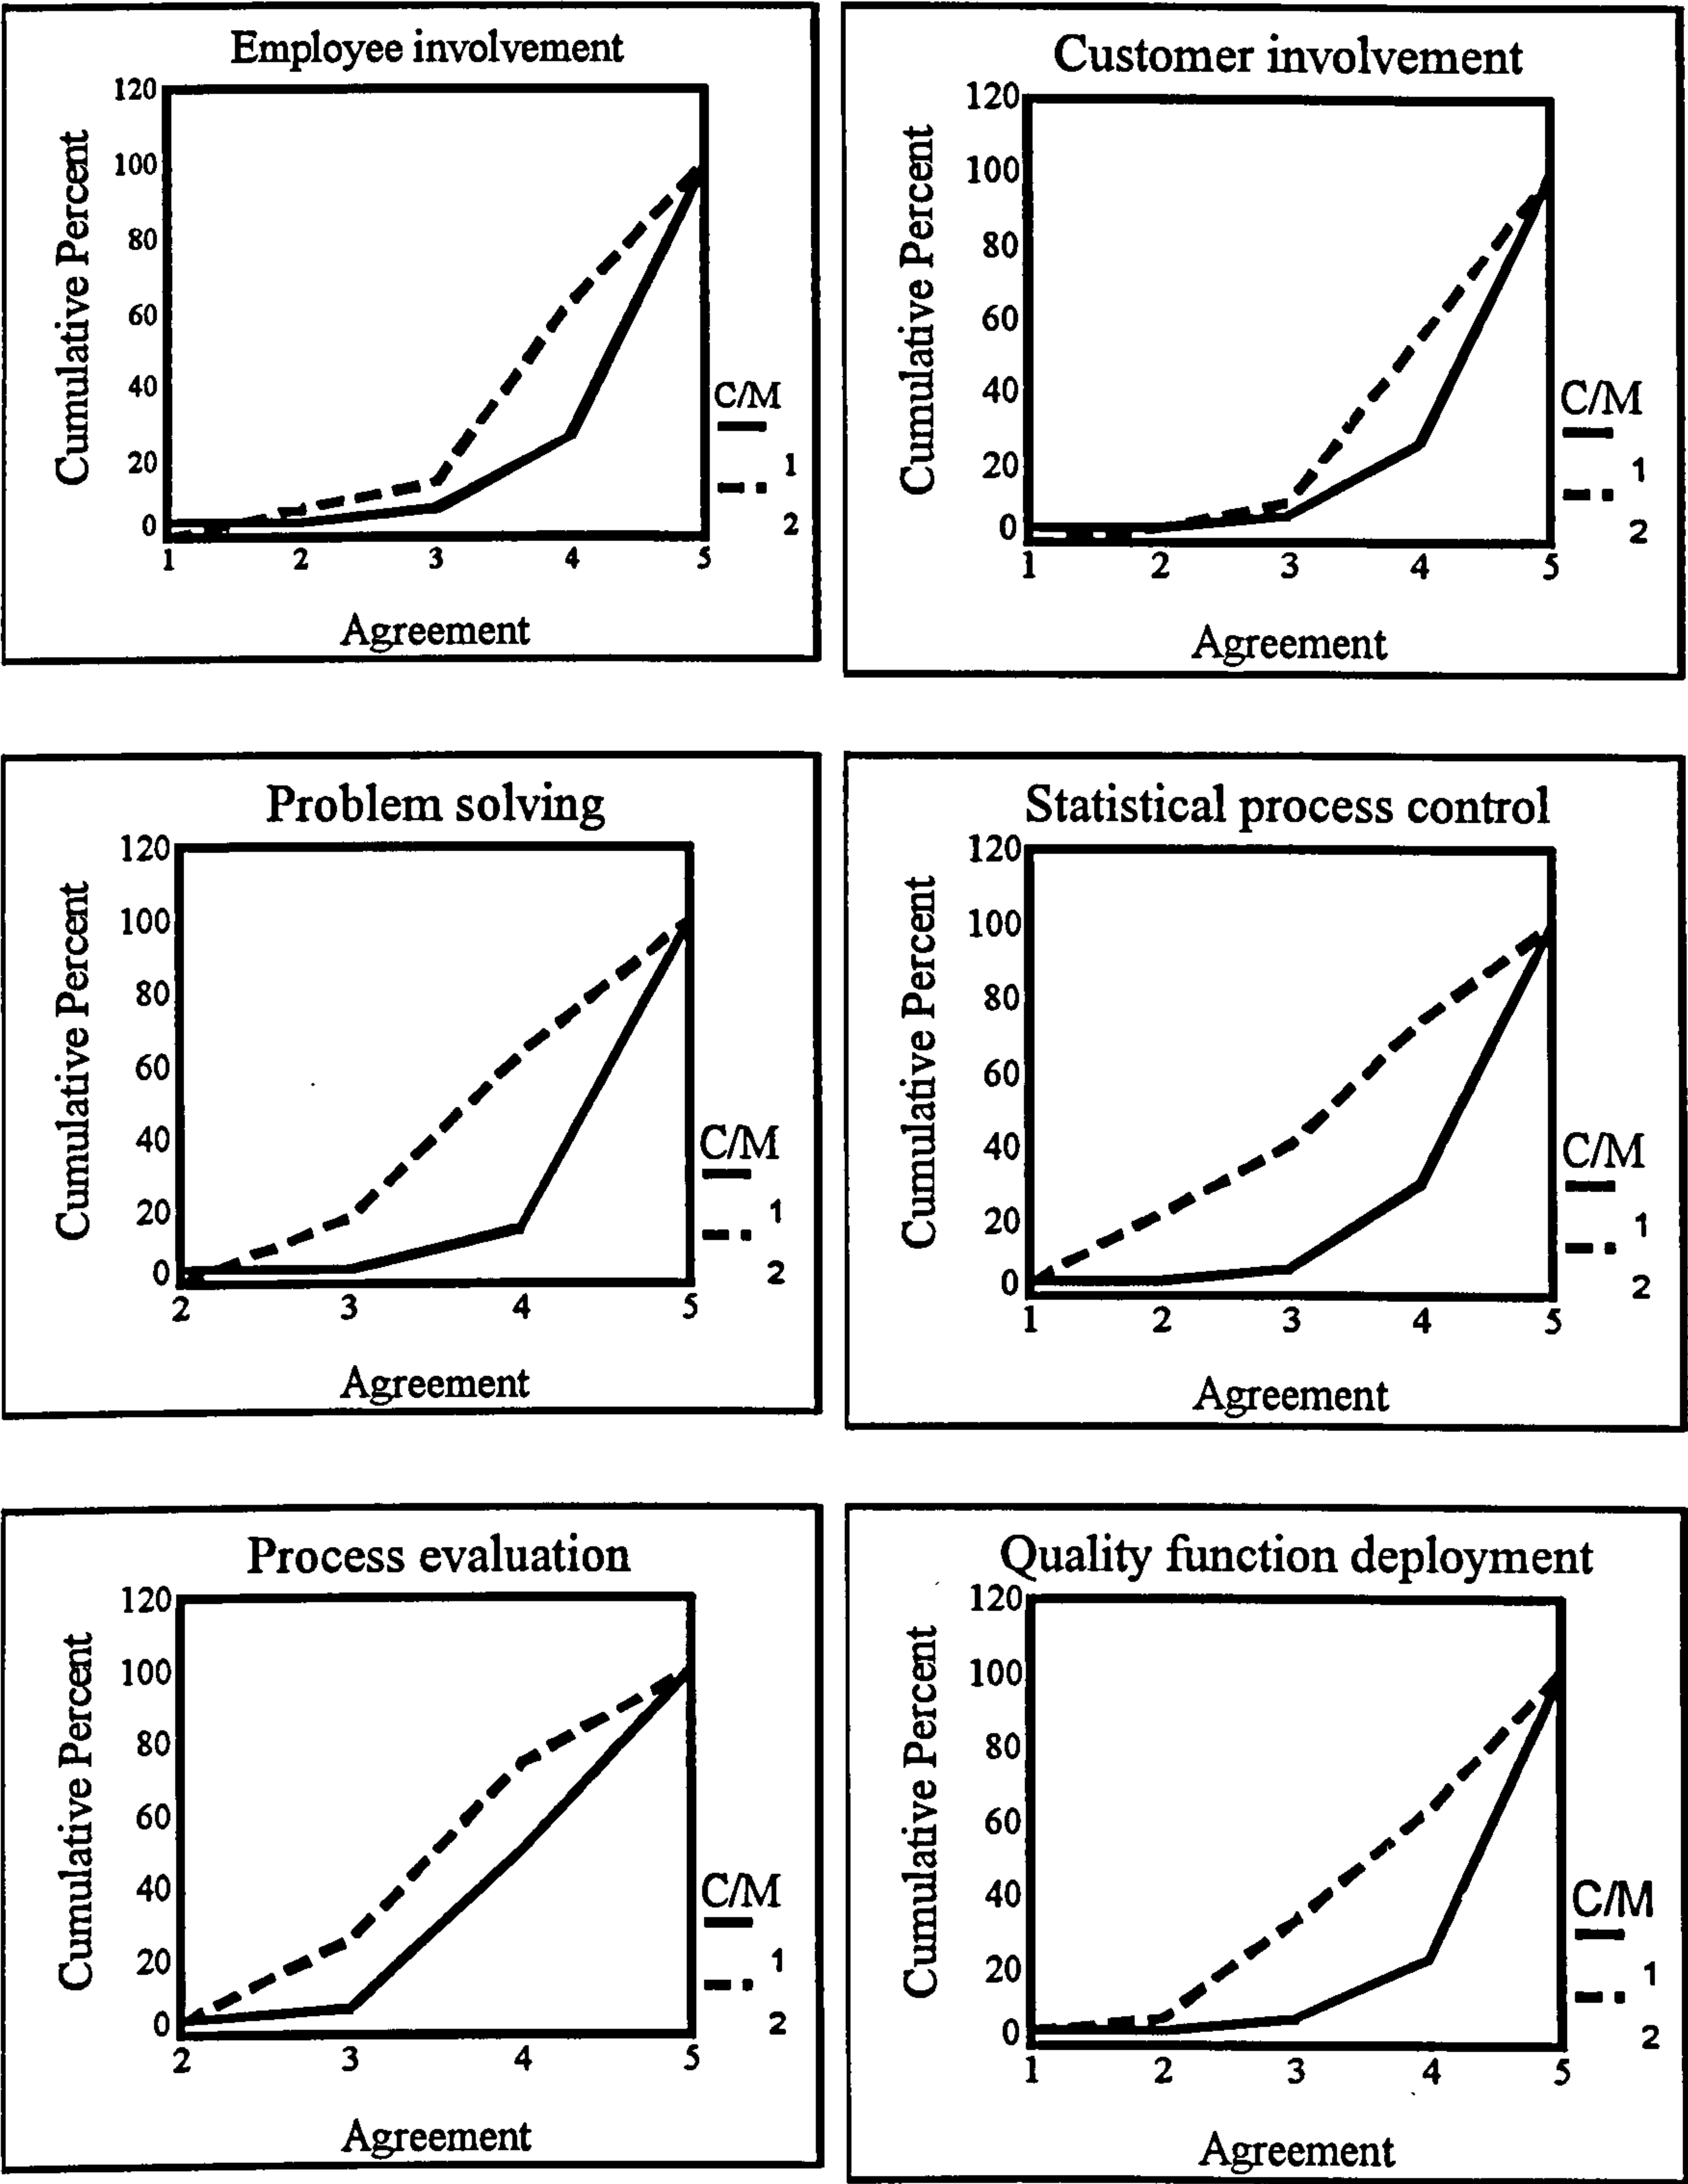 Employee involvement
120
100
80
60
40
20
0
Cumulative Percent
1 2 3 4 5
Agreement
C/M
1
2
Customer involvement
120
100
80
60
40
20
0
Cumulative Percent
1 2 3 4 5
Agreement
C/M
1
2
Problem solving
120
100
80
60
40
20
0
Cumulative Percent
2 3 4 5
Agreement
C/M
1
2
Statistical process control
120
100
80
60
40
20
0
Cumulative Percent
1 2 3 4 5
Agreement
C/M
1
2
Process evaluation
120
100
80
60
40
20
0
Cumulative Percent
2 3 4 5
Agreement
C/M
1
2
Quality function deployment
120
100
80
60
40
20
0
Cumulative Percent
1 2 3 4 5
Agreement
C/M
1
2